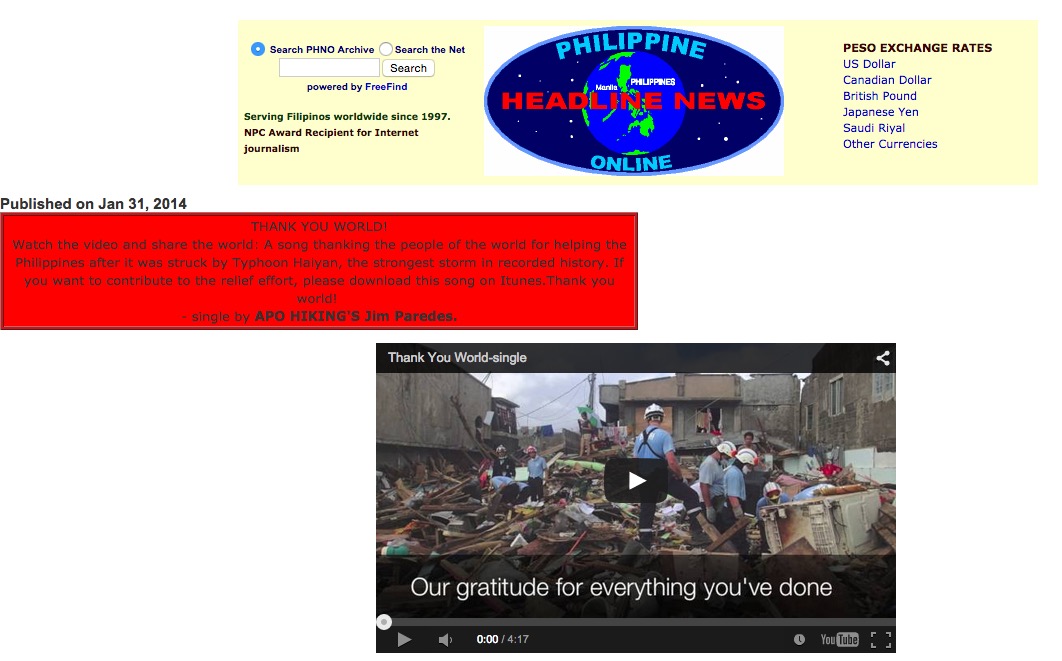 Search PHNO Archive Search the Net
Search
powered by FreeFind
Serving Filipinos worldwide since 1997.
NPC Award Recipient for Internet
journalism
PHILIPPINE
Manila PHILIPPINES
HEADLINE NEWS
ONLINE
PESO EXCHANGE RATES
US Dollar
Canadian Dollar
British Pound
Japanese Yen
Saudi Riyal
Other Currencies
Published on Jan 31, 2014
THANK YOU WORLD!
Watch the video and share the world: A song thanking the people of the world for helping the
Philippines after it was struck by Typhoon Haiyan, the strongest storm in recorded history. If
you want to contribute to the relief effort, please download this song on Itunes.Thank you
world!
- single by APO HIKING'S Jim Paredes.
Thank You World-single
Our gratitude for everything you've done
0:00 / 4:17
YouTube